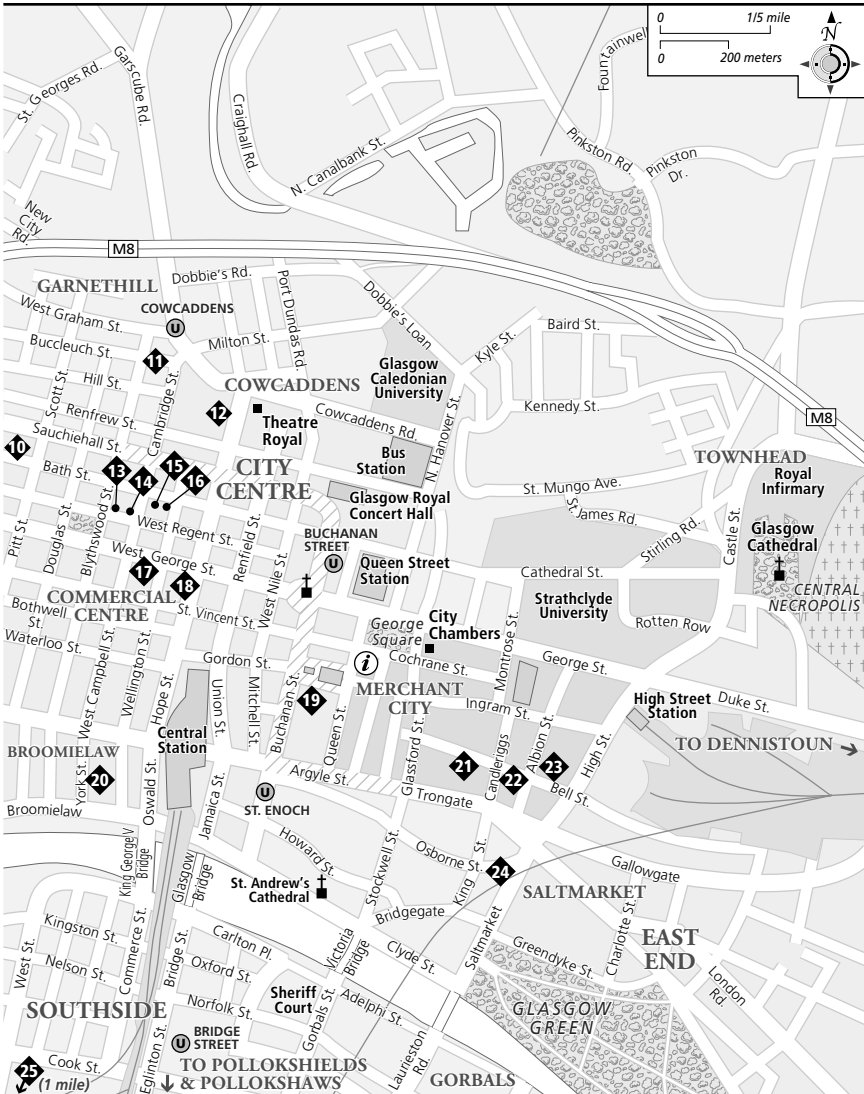 0
1/5 mile
N
0
200 meters
St. Georges Rd.
Garscube Rd.
Craighall Rd.
N. Canalbank St.
Fountainwell
Pinkston Rd.
Pinkston
Dr.
New
City
Rd.
M8
GARNETHILL
Dobbie's Rd.
Port Dundas Rd.
Dobbie's Loan
COWCADDENS
U
West Graham St.
Milton St.
Kyle St.
Baird St.
Buccleuch St.
11
Glasgow
Caledonian
University
Hill St.
Scott St.
Cambridge St.
COWCADDENS
Kennedy St.
M8
Renfrew St.
12
Theatre
Royal
Cowcaddens Rd.
N. Hanover St.
10
Sauchiehall St.
Bus
Station
TOWNHEAD
Royal
Infirmary
Bath St.
13
14
15
16
CITY
CENTRE
St. Mungo Ave.
Glasgow Royal
Concert Hall
St. James Rd.
Stirling Rd.
Castle St.
Glasgow
Cathedral
Pitt St.
Douglas St.
Blythswood St.
West Regent St.
Renfield St.
West Nile St.
BUCHANAN
STREET
U
Queen Street
Station
West George St.
17
18
Cathedral St.
CENTRAL
NECROPOLIS
COMMERCIAL
CENTRE
St. Vincent St.
Strathclyde
University
Rotten Row
Bothwell
St.
Waterloo St.
George
Square
City
Chambers
Montrose St.
George St.
Gordon St.
i
Cochrane St.
West Campbell St.
Wellington St.
Hope St.
Union St.
Mitchell St.
Buchanan St.
19
Queen St.
MERCHANT
CITY
Ingram St.
High Street
Station
Duke St.
Central
Station
Glassford St.
Candleriggs
Albion St.
High St.
TO DENNISTOUN
BROOMIELAW
20
York St.
Oswald St.
Argyle St.
21
22
23
Bell St.
Broomielaw
Jamaica St.
U
ST. ENOCH
Trongate
King George V
Bridge
Glasgow
Bridge
Howard St.
Stockwell St.
Osborne St.
King St.
24
Gallowgate
St. Andrew's
Cathedral
SALTMARKET
Bridgegate
Saltmarket
Charlotte St.
EAST
END
West St.
Kingston St.
Nelson St.
Commerce St.
Bridge St.
Carlton Pl.
Oxford St.
Victoria
Bridge
Clyde St.
Greendyke St.
London
Rd.
SOUTHSIDE
Norfolk St.
Sheriff
Court
Gorbals St.
Adelphi St.
GLASGOW
GREEN
U
BRIDGE
STREET
Cook St.
25
(1 mile)
Eglinton St.
TO POLLOKSHIELDS
& POLLOKSHAWS
Laurieston
Rd.
GORBALS